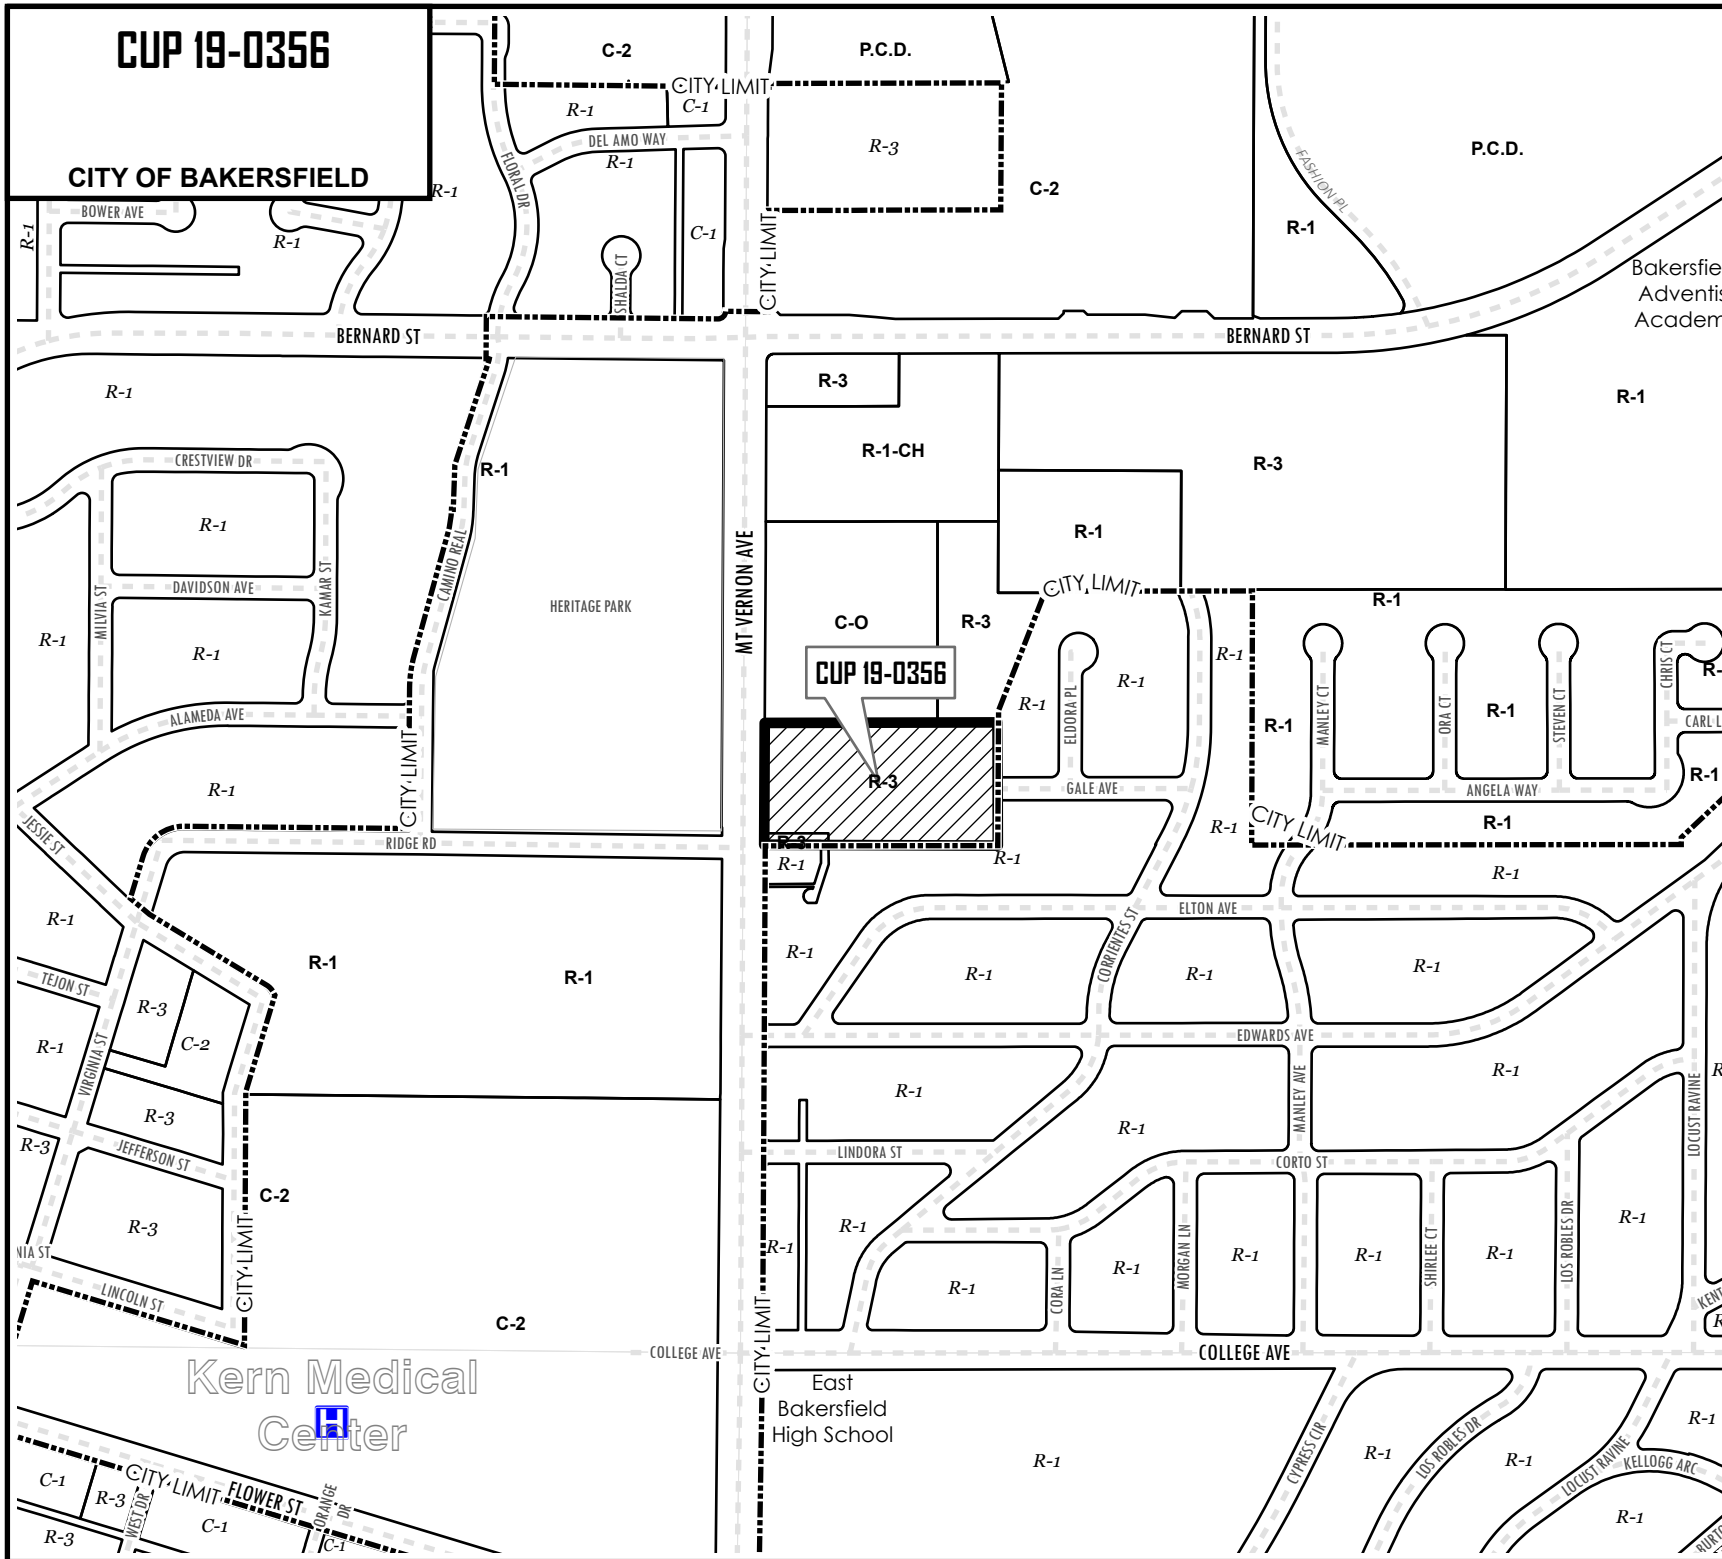 CUP 19-0356
CITY OF BAKERSFIELD
C-2
P.C.D.
CITY LIMIT
R-1
C-1
DEL AMO WAY
R-1
R-3
P.C.D.
FLORAL DR
R-1
C-2
FASHION PL
BOWER AVE
R-1
R-1
C-1
CITY LIMIT
R-1
SHALDA CT
BERNARD ST
BERNARD ST
R-1
R-3
R-1
R-1
R-1-CH
CRESTVIEW DR
R-1
R-3
R-1
R-1
MT VERNON AVE
CAMINO REAL
DAVIDSON AVE
KAMAR ST
MILVIA ST
CITY LIMIT
HERITAGE PARK
R-1
C-O
R-3
R-1
R-1
R-1
CUP 19-0356
R-1
R-1
ELDORA PL
MANLEY CT
ORA CT
STEVEN CT
CHRIS CT
ALAMEDA AVE
R-1
R-1
CITY LIMIT
R-3
R-1
R-1
GALE AVE
ANGELA WAY
JESSIE ST
RIDGE RD
R-3
R-1
R-1
R-1
CITY LIMIT
R-1
R-1
R-1
ELTON AVE
R-1
R-1
R-1
R-1
R-1
CORRIENTES ST
R-1
R-1
TEJON ST
R-3
C-2
R-1
VIRGINIA ST
EDWARDS AVE
R-1
R-1
MANLEY AVE
LOCUST RAVINE
R-3
R-3
JEFFERSON ST
R-1
LINDORA ST
CORTO ST
C-2
R-3
R-1
R-1
R-1
R-1
R-1
R-1
R-1
R-1
MORGAN LN
SHIRLEE CT
LOS ROBLES DR
CITY LIMIT
LINCOLN ST
R-1
CORA LN
C-2
CITY LIMIT
COLLEGE AVE
COLLEGE AVE
Kern Medical
Center
H
East
Bakersfield
High School
R-1
CYPRESS CIR
R-1
LOS ROBLES DR
R-1
LOCUST RAVINE
R-1
KELLOGG ARC
R-1
C-1
R-3
CITY LIMIT
FLOWER ST
WEST DR
ORANGE
DR
C-1
C-1
R-3